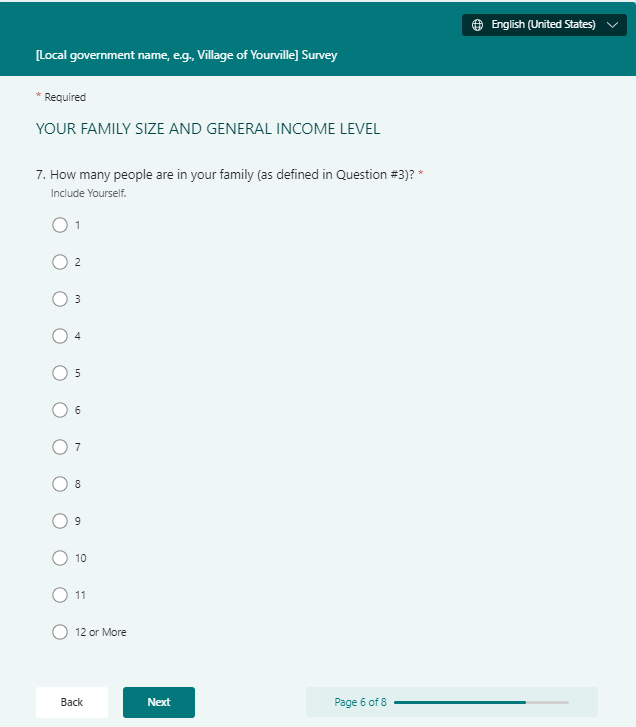 English (United States)
[Local government name, e.g., Village of Yourville] Survey
* Required
YOUR FAMILY SIZE AND GENERAL INCOME LEVEL
7. How many people are in your family (as defined in Question #3)? *
Include Yourself.
1
2
3
4
5
6
7
8
9
10
11
12 or More
Back
Next
Page 6 of 8